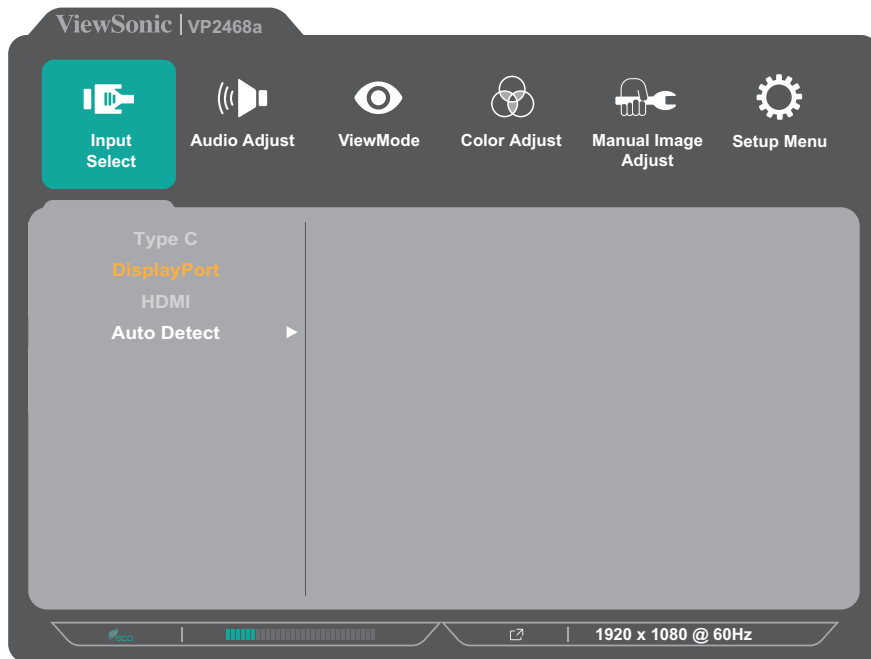 ViewSonic | VP2468a
Input
Select
Audio Adjust
ViewMode
Color Adjust
Manual Image
Adjust
Setup Menu
Type C
DisplayPort
HDMI
Auto Detect
eco
1920 x 1080 @ 60Hz